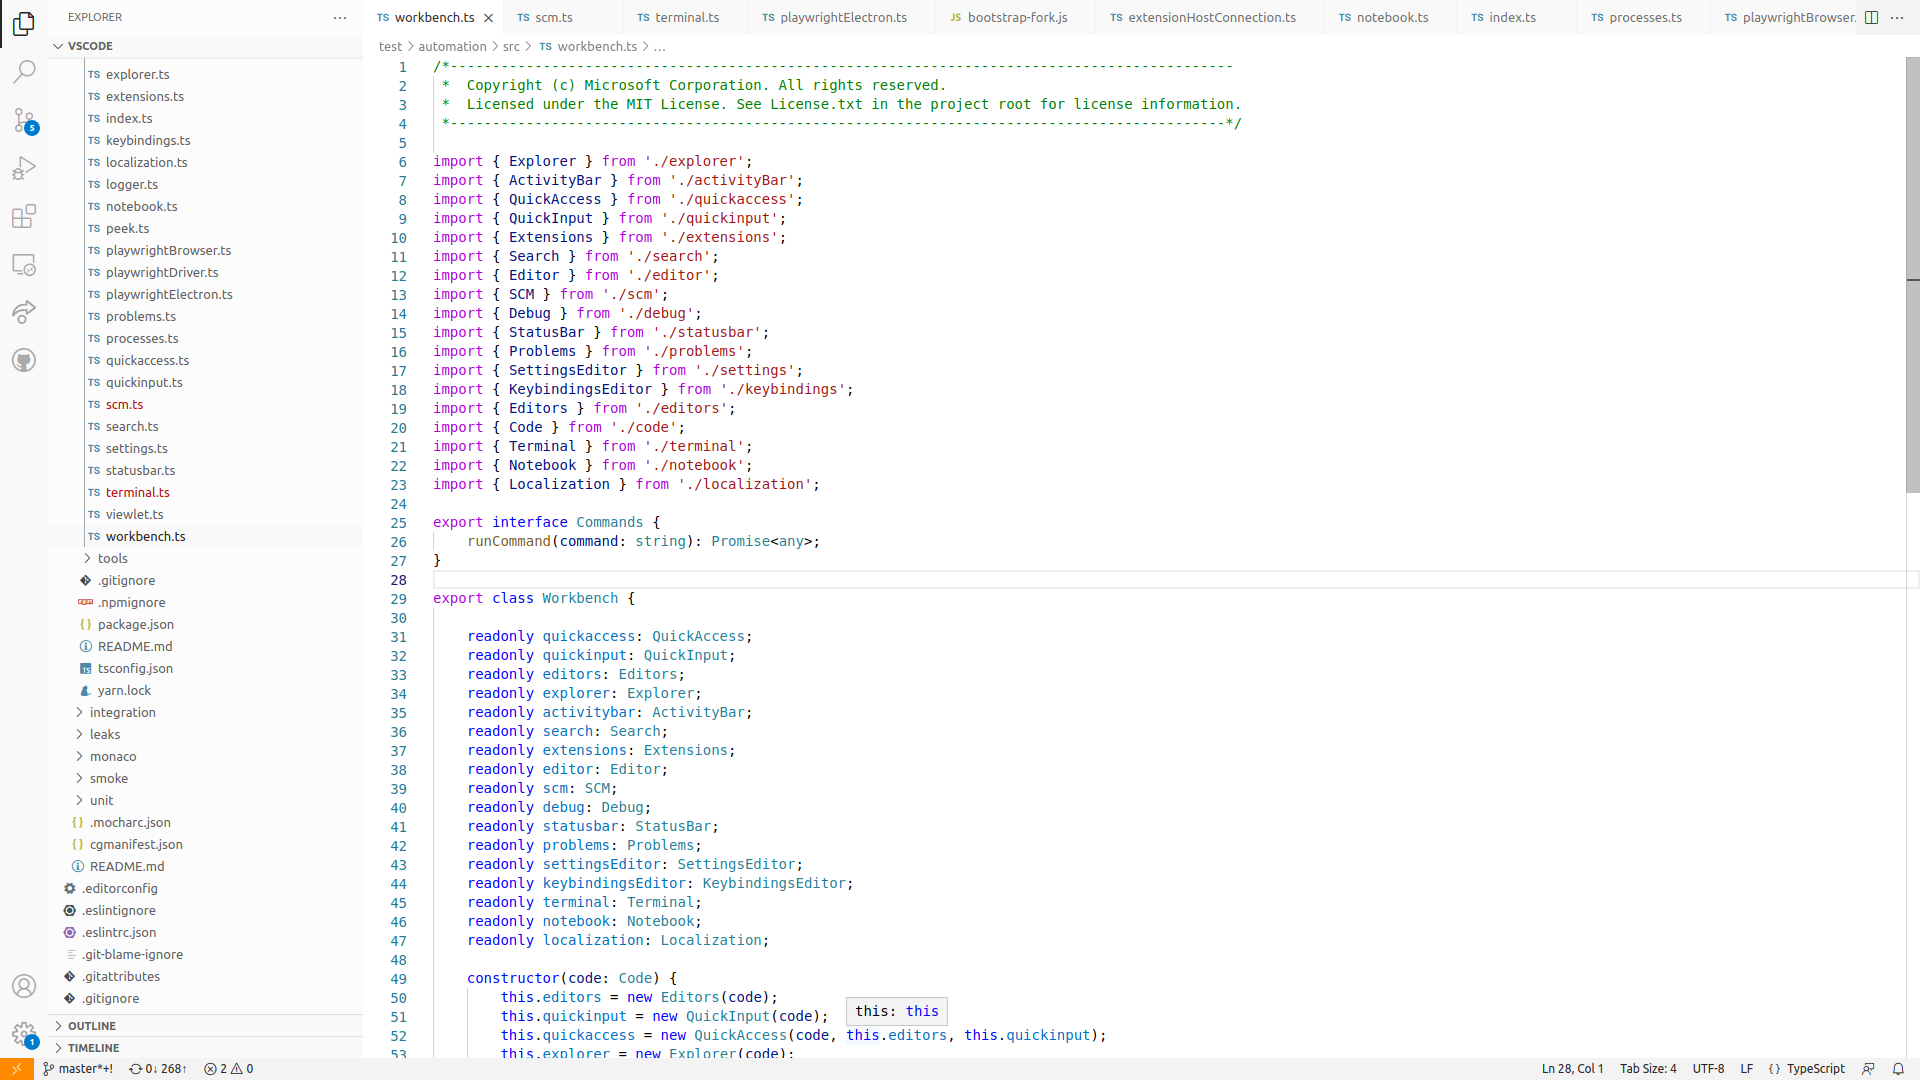 EXPLORER
VSCODE
TS explorer.ts
TS extensions.ts
TS index.ts
TS keybindings.ts
TS localization.ts
TS logger.ts
TS notebook.ts
TS peek.ts
TS playwrightBrowser.ts
TS playwrightDriver.ts
TS playwrightElectron.ts
TS problems.ts
TS processes.ts
TS quickaccess.ts
TS quickinput.ts
TS scm.ts
TS search.ts
TS settings.ts
TS statusbar.ts
TS terminal.ts
TS viewlet.ts
TS workbench.ts
tools
.gitignore
.npmignore
{} package.json
README.md
tsconfig.json
yarn.lock
integration
leaks
monaco
smoke
unit
{} .mocharc.json
{} cgmanifest.json
README.md
.editorconfig
.eslintignore
.eslintrc.json
.git-blame-ignore
.gitattributes
.gitignore
OUTLINE
TIMELINE
5
1
TS workbench.ts TS scm.ts TS terminal.ts TS playwrightElectron.ts JS bootstrap-fork.js TS extensionHostConnection.ts TS notebook.ts TS index.ts TS processes.ts TS playwrightBrowser.
test > automation > src > TS workbench.ts > ...
1 /*---------------------------------------------------------------------------------------------
2  *  Copyright (c) Microsoft Corporation. All rights reserved.
3  *  Licensed under the MIT License. See License.txt in the project root for license information.
4  *--------------------------------------------------------------------------------------------*/
5
6 import { Explorer } from './explorer';
7 import { ActivityBar } from './activityBar';
8 import { QuickAccess } from './quickaccess';
9 import { QuickInput } from './quickinput';
10 import { Extensions } from './extensions';
11 import { Search } from './search';
12 import { Editor } from './editor';
13 import { SCM } from './scm';
14 import { Debug } from './debug';
15 import { StatusBar } from './statusbar';
16 import { Problems } from './problems';
17 import { SettingsEditor } from './settings';
18 import { KeybindingsEditor } from './keybindings';
19 import { Editors } from './editors';
20 import { Code } from './code';
21 import { Terminal } from './terminal';
22 import { Notebook } from './notebook';
23 import { Localization } from './localization';
24
25 export interface Commands {
26     runCommand(command: string): Promise<any>;
27 }
28
29 export class Workbench {
30
31     readonly quickaccess: QuickAccess;
32     readonly quickinput: QuickInput;
33     readonly editors: Editors;
34     readonly explorer: Explorer;
35     readonly activitybar: ActivityBar;
36     readonly search: Search;
37     readonly extensions: Extensions;
38     readonly editor: Editor;
39     readonly scm: SCM;
40     readonly debug: Debug;
41     readonly statusbar: StatusBar;
42     readonly problems: Problems;
43     readonly settingsEditor: SettingsEditor;
44     readonly keybindingsEditor: KeybindingsEditor;
45     readonly terminal: Terminal;
46     readonly notebook: Notebook;
47     readonly localization: Localization;
48
49     constructor(code: Code) {
50         this.editors = new Editors(code);
51         this.quickinput = new QuickInput(code);
52         this.quickaccess = new QuickAccess(code, this.editors, this.quickinput);
53         this.explorer = new Explorer(code);
this: this
master*+! 0↓ 268↑ 2 0
Ln 28, Col 1 Tab Size: 4 UTF-8 LF {} TypeScript